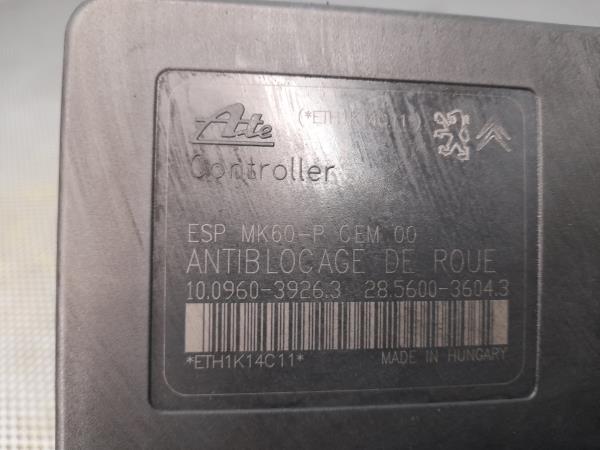 Ate (*ETH1K14C11*)
Controller
ESP MK60-P CEM 00
ANTIBLOCAGE DE ROUE
10.0960-3926.3 28.5600-3604.3
*ETH1K14C11* MADE IN HUNGARY